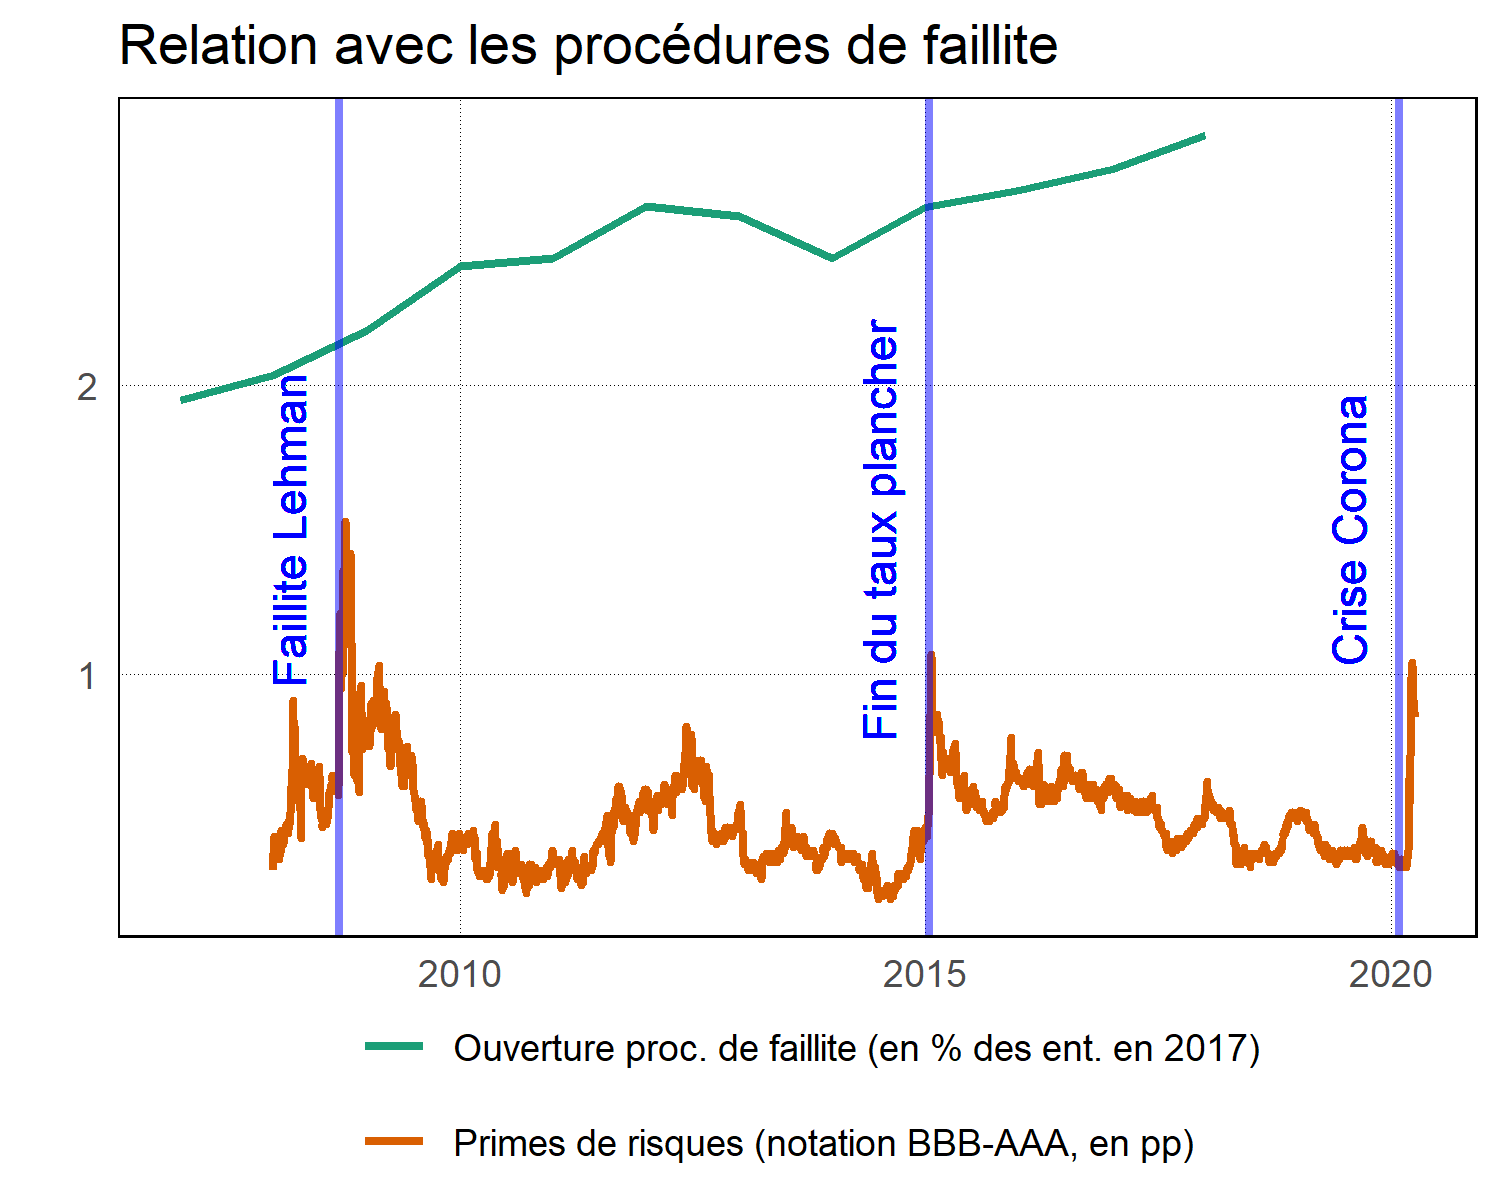 Relation avec les procédures de faillite
2
1
Faillite Lehman
Fin du taux plancher
Crise Corona
2010
2015
2020
Ouverture proc. de faillite (en % des ent. en 2017)
Primes de risques (notation BBB-AAA, en pp)